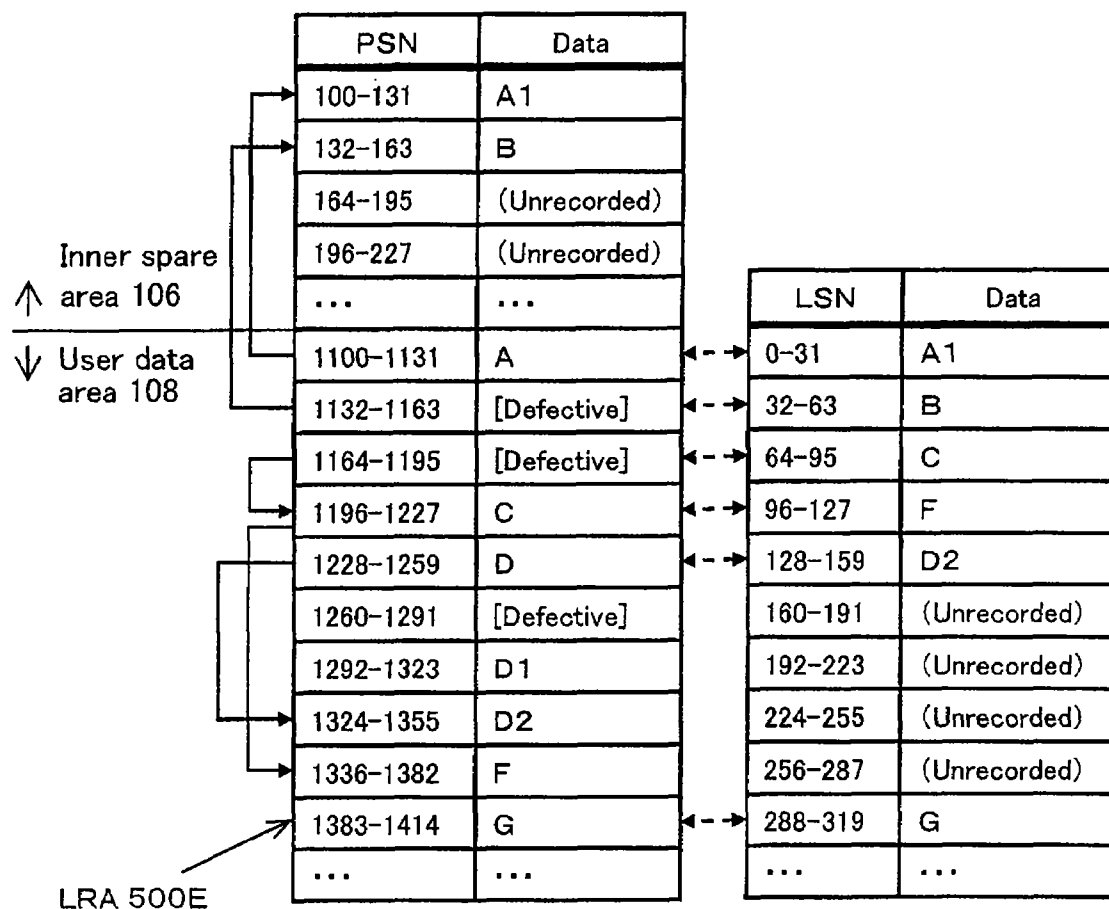 PSN Data
100-131 A1
132-163 B
164-195 (Unrecorded)
196-227 (Unrecorded)
... ...
Inner spare
↑ area 106
↓ User data
area 108
1100-1131 A
1132-1163 [Defective]
1164-1195 [Defective]
1196-1227 C
1228-1259 D
1260-1291 [Defective]
1292-1323 D1
1324-1355 D2
1336-1382 F
1383-1414 G
... ...
LRA 500E
LSN Data
0-31 A1
32-63 B
64-95 C
96-127 F
128-159 D2
160-191 (Unrecorded)
192-223 (Unrecorded)
224-255 (Unrecorded)
256-287 (Unrecorded)
288-319 G
... ...